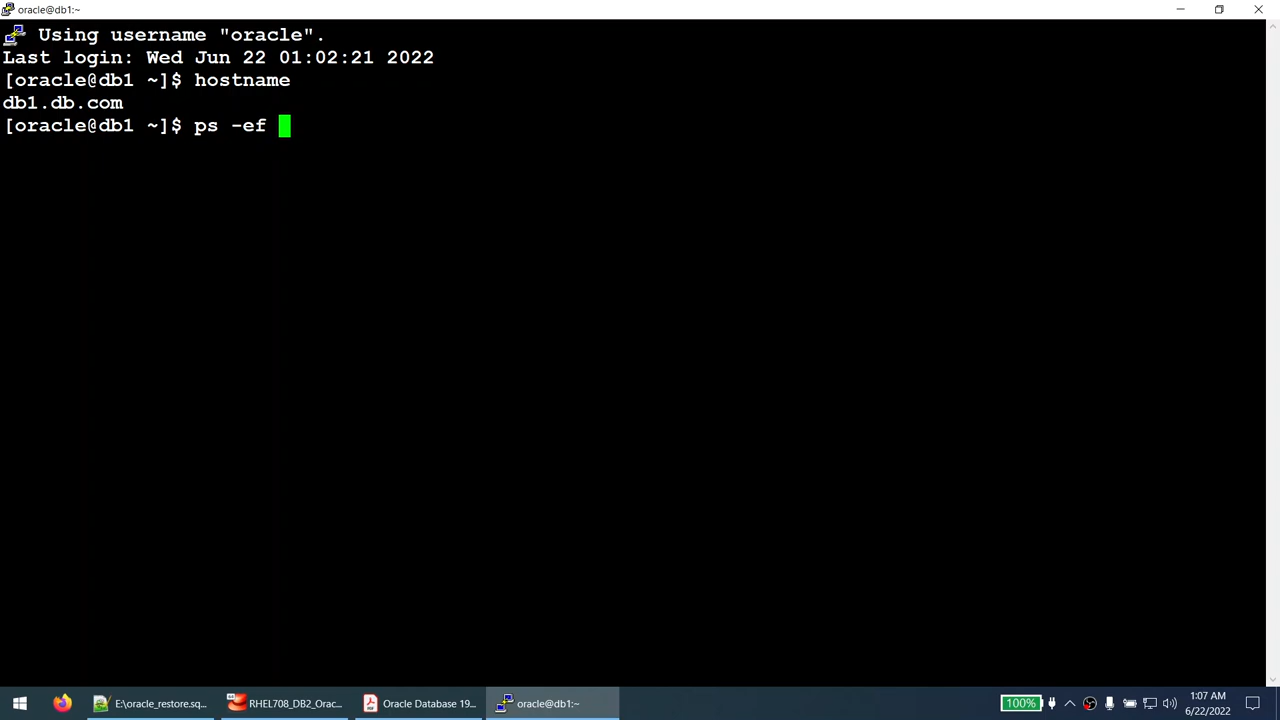 oracle@db1:~
Using username "oracle".
Last login: Wed Jun 22 01:02:21 2022
[oracle@db1 ~]$ hostname
db1.db.com
[oracle@db1 ~]$ ps -ef
E:\oracle_restore.sq...
RHEL708_DB2_Orac...
Oracle Database 19...
oracle@db1:~
100%
1:07 AM
6/22/2022